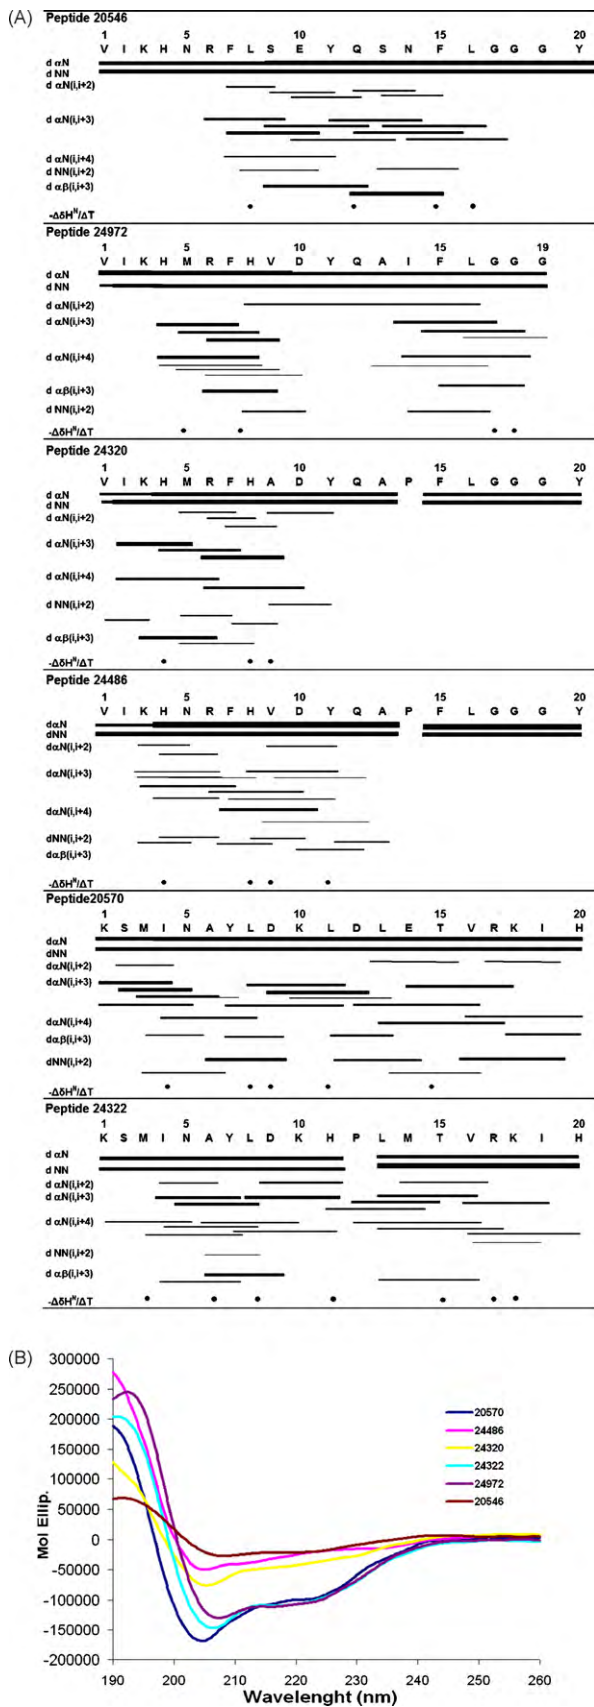 (A)
Peptide 20546
1 5 10 15 20
V I K N R F L S E Y Q S N F L G G G Y
d αN
d NN
d αN(i,i+2)
d αN(i,i+3)
d αN(i,i+4)
d NN(i,i+2)
d αβ(i,i+3)
-ΔδHᴺ/ΔT
Peptide 24972
1 5 10 15 19
V I K H M R F H V D Y Q A I F L G G G
d αN
d NN
d αN(i,i+2)
d αN(i,i+3)
d αN(i,i+4)
d αβ(i,i+3)
d NN(i,i+2)
-ΔδHᴺ/ΔT
Peptide 24320
1 5 10 15 20
V I K H M R F H A D Y Q A P F L G G G Y
d αN
d NN
d αN(i,i+2)
d αN(i,i+3)
d αN(i,i+4)
d NN(i,i+2)
d αβ(i,i+3)
-ΔδHᴺ/ΔT
Peptide 24486
1 5 10 15 20
V I K H N R F H V D Y Q A P F L G G G Y
dαN
dNN
dαN(i,i+2)
dαN(i,i+3)
dαN(i,i+4)
dNN(i,i+2)
dαβ(i,i+3)
-ΔδHᴺ/ΔT
Peptide20570
1 5 10 15 20
K S M I N A Y L D K L D L E T V R K I H
dαN
dNN
dαN(i,i+2)
dαN(i,i+3)
dαN(i,i+4)
dαβ(i,i+3)
dNN(i,i+2)
-ΔδHᴺ/ΔT
Peptide 24322
1 5 10 15 20
K S M I N A Y L D K H P L M T V R K I H
d αN
d NN
d αN(i,i+2)
d αN(i,i+3)
d αN(i,i+4)
d NN(i,i+2)
d αβ(i,i+3)
-ΔδHᴺ/ΔT
(B)
300000
250000
200000
150000
100000
50000
0
-50000
-100000
-150000
-200000
Mol Ellip.
20570
24486
24320
24322
24972
20546
190 200 210 220 230 240 250 260
Wavelenght (nm)